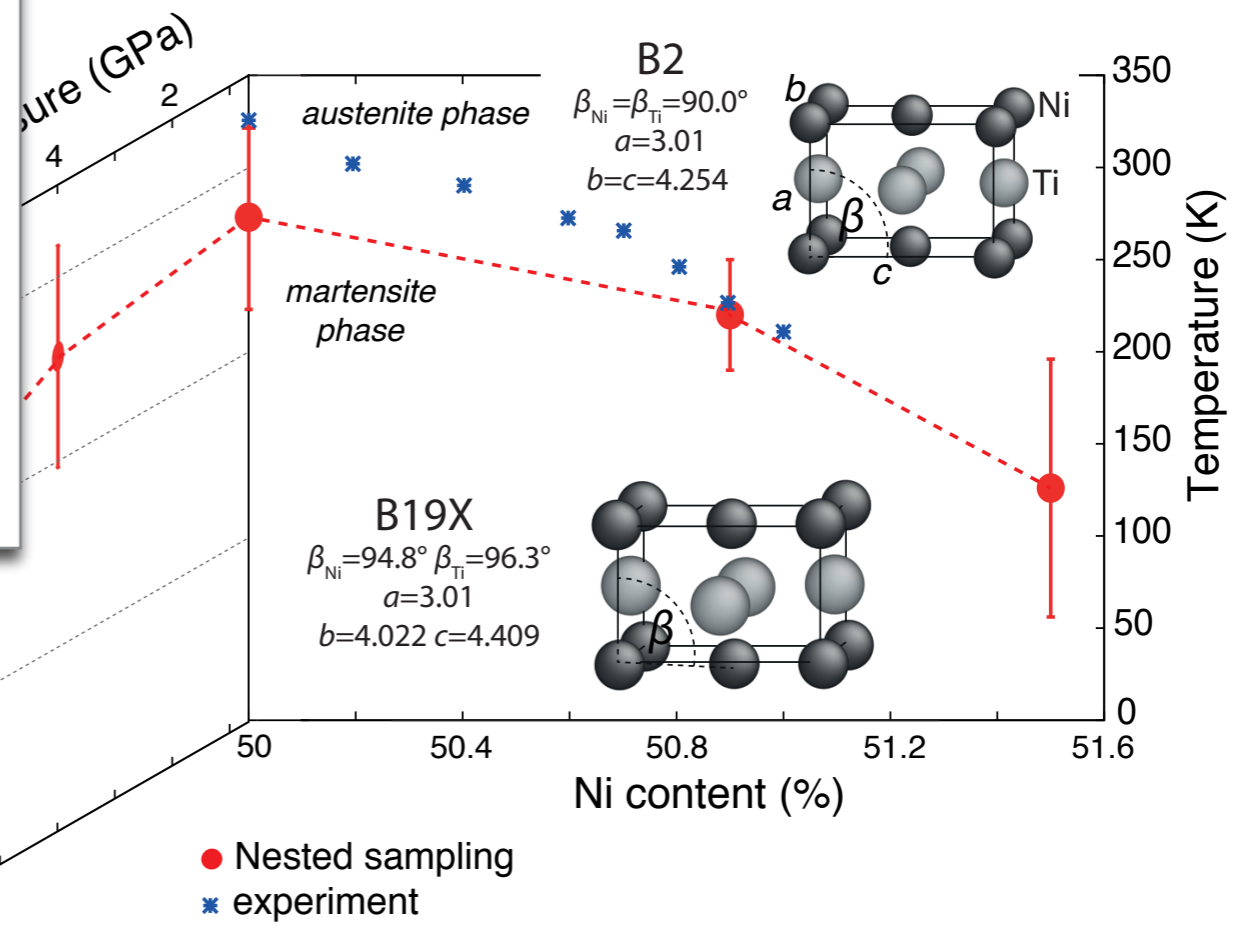 sure (GPa)
2
4
austenite phase
martensite
phase
B2
βNi=βTi=90.0°
a=3.01
b=c=4.254
b
Ni
Ti
a
β
c
B19X
βNi=94.8° βTi=96.3°
a=3.01
b=4.022 c=4.409
β
350
300
250
200
150
100
50
0
Temperature (K)
50
50.4
50.8
51.2
51.6
Ni content (%)
Nested sampling
experiment